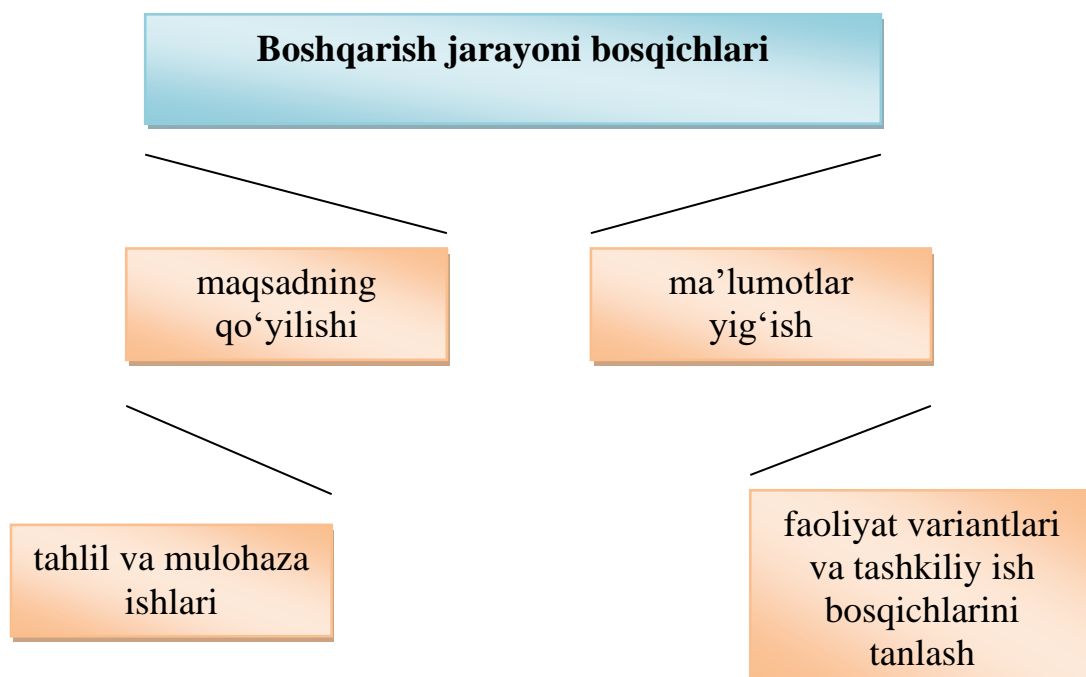 Boshqarish jarayoni bosqichlari
maqsadning
qo‘yilishi
ma’lumotlar
yig‘ish
tahlil va mulohaza
ishlari
faoliyat variantlari
va tashkiliy ish
bosqichlarini
tanlash